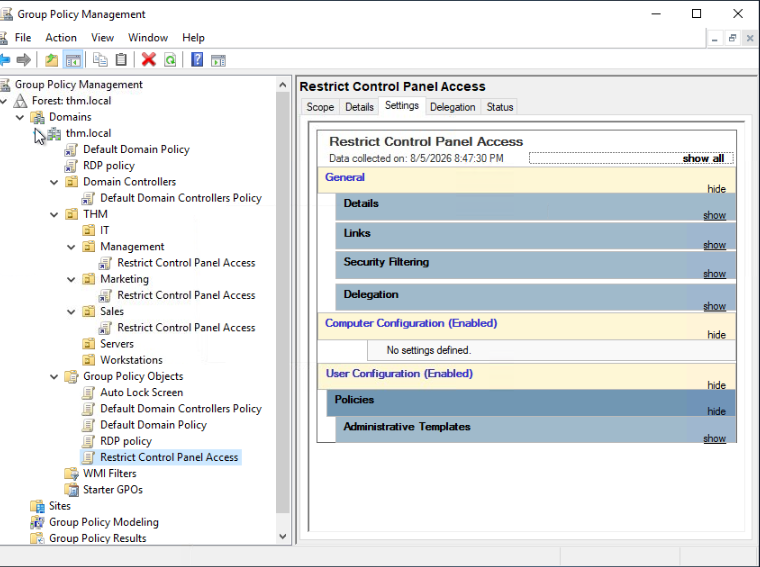 Group Policy Management
File Action View Window Help
Group Policy Management
Forest: thm.local
Domains
thm.local
Default Domain Policy
RDP policy
Domain Controllers
Default Domain Controllers Policy
THM
IT
Management
Restrict Control Panel Access
Marketing
Restrict Control Panel Access
Sales
Restrict Control Panel Access
Servers
Workstations
Group Policy Objects
Auto Lock Screen
Default Domain Controllers Policy
Default Domain Policy
RDP policy
Restrict Control Panel Access
WMI Filters
Starter GPOs
Sites
Group Policy Modeling
Group Policy Results
Restrict Control Panel Access
Scope Details Settings Delegation Status
Restrict Control Panel Access
Data collected on: 8/5/2026 8:47:30 PM show all
General
hide
Details
show
Links
show
Security Filtering
show
Delegation
show
Computer Configuration (Enabled)
hide
No settings defined.
User Configuration (Enabled)
hide
Policies
hide
Administrative Templates
show